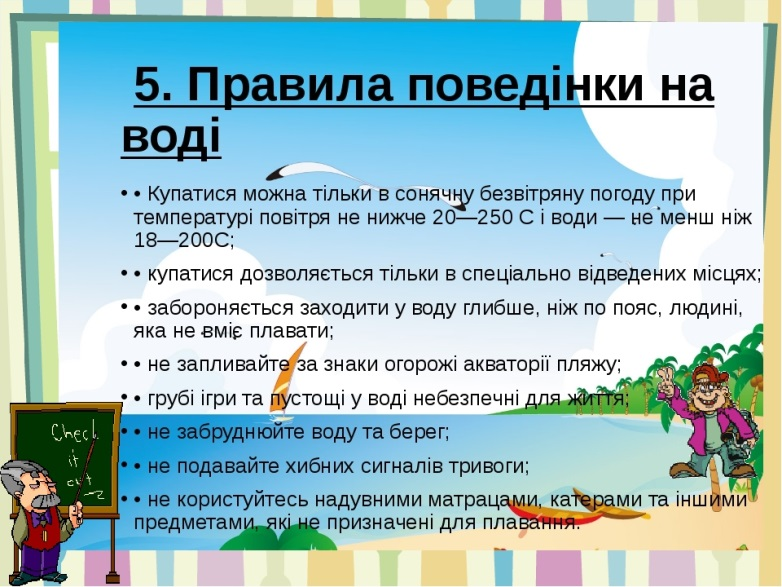 5. Правила поведінки на
воді
• • Купатися можна тільки в сонячну безвітряну погоду при
температурі повітря не нижче 20—250 С і води — не менш ніж
18—200С;
• • купатися дозволяється тільки в спеціально відведених місцях;
• • забороняється заходити у воду глибше, ніж по пояс, людині,
яка не вміє плавати;
• • не запливайте за знаки огорожі акваторії пляжу;
• • грубі ігри та пустощі у воді небезпечні для життя;
• • не забруднюйте воду та берег;
• • не подавайте хибних сигналів тривоги;
• • не користуйтесь надувними матрацами, катерами та іншими
предметами, які не призначені для плавання.
Check
it
out